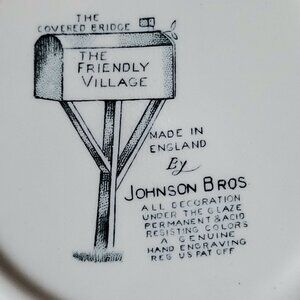 THE
COVERED BRIDGE
THE
FRIENDLY
VILLAGE
MADE IN
ENGLAND
By
JOHNSON BROS
ALL DECORATION
UNDER THE GLAZE
PERMANENT & ACID
RESISTING COLORS
A GENUINE
HAND ENGRAVING
REG US PAT OFF